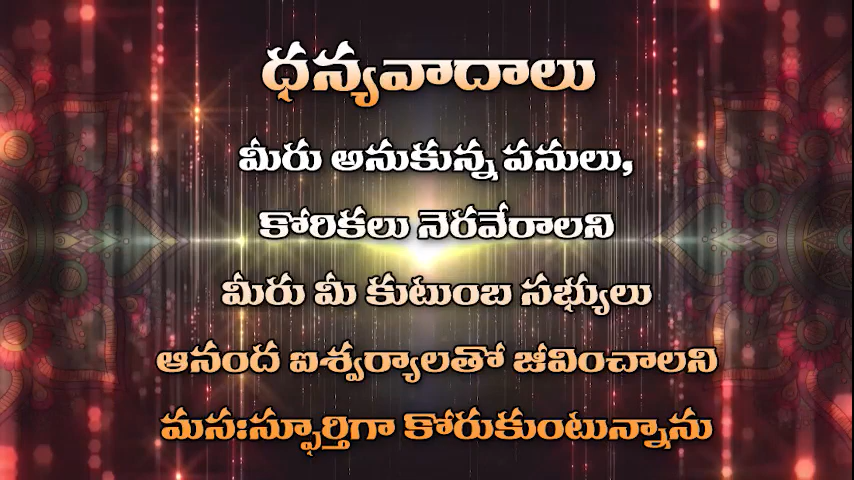 ధన్యవాదాలు
మీరు అనుకున్న పనులు,
కోరికలు నెరవేరాలని
మీరు మీ కుటుంబ సభ్యులు
ఆనంద ఐశ్వర్యాలతో జీవించాలని
మనఃస్ఫూర్తిగా కోరుకుంటున్నాను